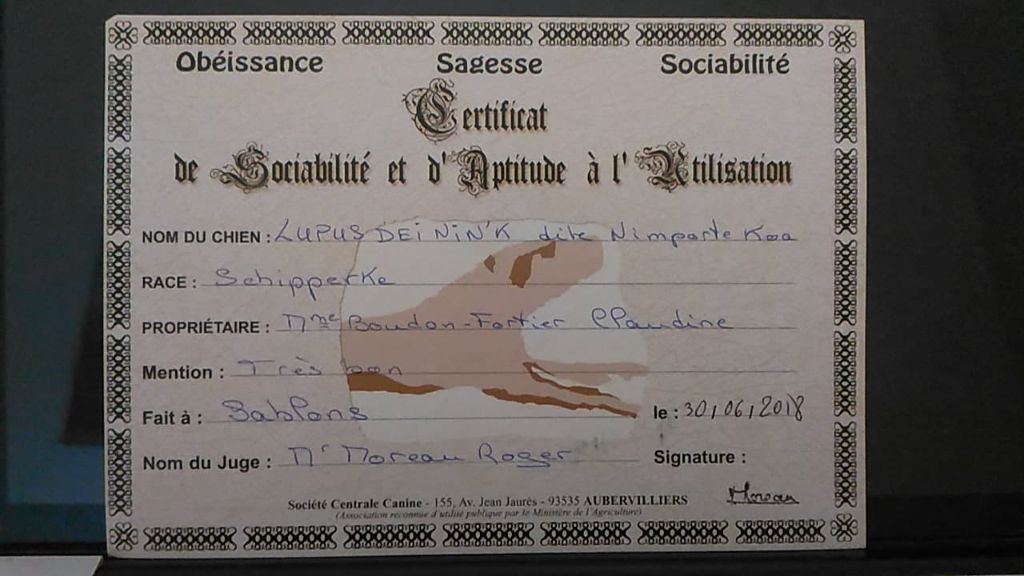 Obéissance Sagesse Sociabilité
Certificat
de Sociabilité et d'Aptitude à l'Utilisation
NOM DU CHIEN : LUPUS DEI NiN'K dite Nimporte Koa
RACE : Schipperke
PROPRIÉTAIRE : Mme Boudon-Fortier Claudine
Mention : Très bon
Fait à : Sablons le : 30/06/2018
Nom du Juge : Mr Moreau Roger Signature :
Moreau
Société Centrale Canine - 155, Av. Jean Jaurès - 93535 AUBERVILLIERS
(Association reconnue d'utilité publique par le Ministère de l'Agriculture)